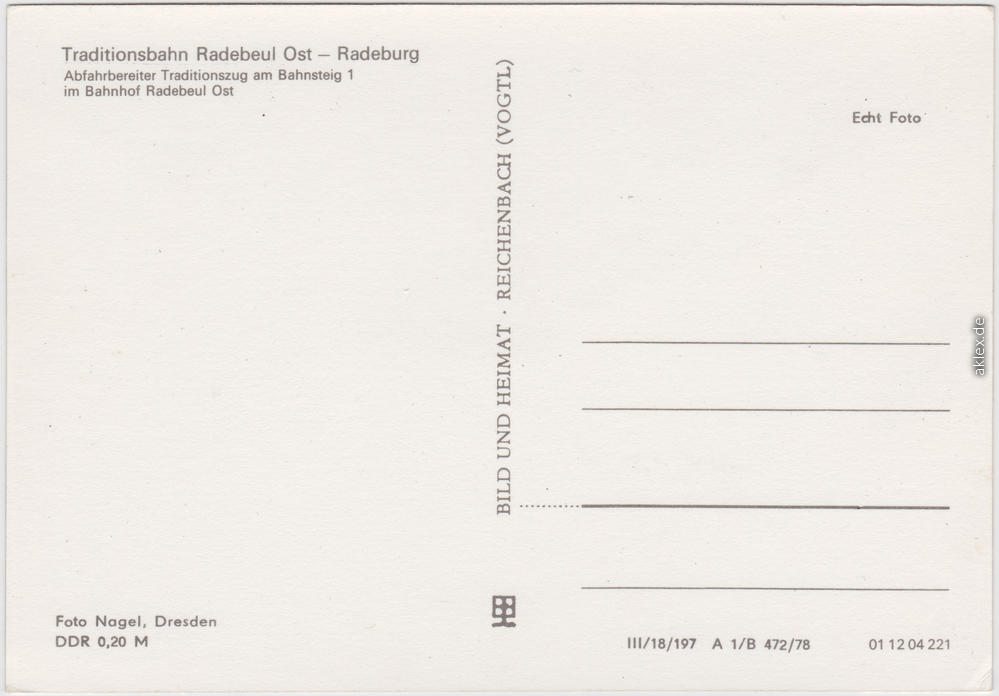 Traditionsbahn Radebeul Ost – Radeburg
Abfahrbereiter Traditionszug am Bahnsteig 1
im Bahnhof Radebeul Ost
BILD UND HEIMAT · REICHENBACH (VOGTL)
Echt Foto
aklex.de
Foto Nagel, Dresden
DDR 0,20 M
III/18/197 A 1/B 472/78 01 12 04 221